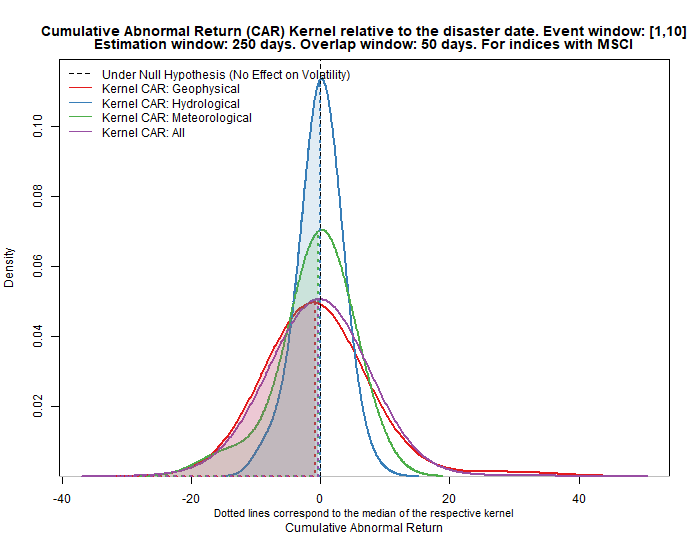 Cumulative Abnormal Return (CAR) Kernel relative to the disaster date. Event window: [1,10]
Estimation window: 250 days. Overlap window: 50 days. For indices with MSCI
Under Null Hypothesis (No Effect on Volatility)
Kernel CAR: Geophysical
Kernel CAR: Hydrological
Kernel CAR: Meteorological
Kernel CAR: All
Density
0.10
0.08
0.06
0.04
0.02
-40 -20 0 20 40
Dotted lines correspond to the median of the respective kernel
Cumulative Abnormal Return